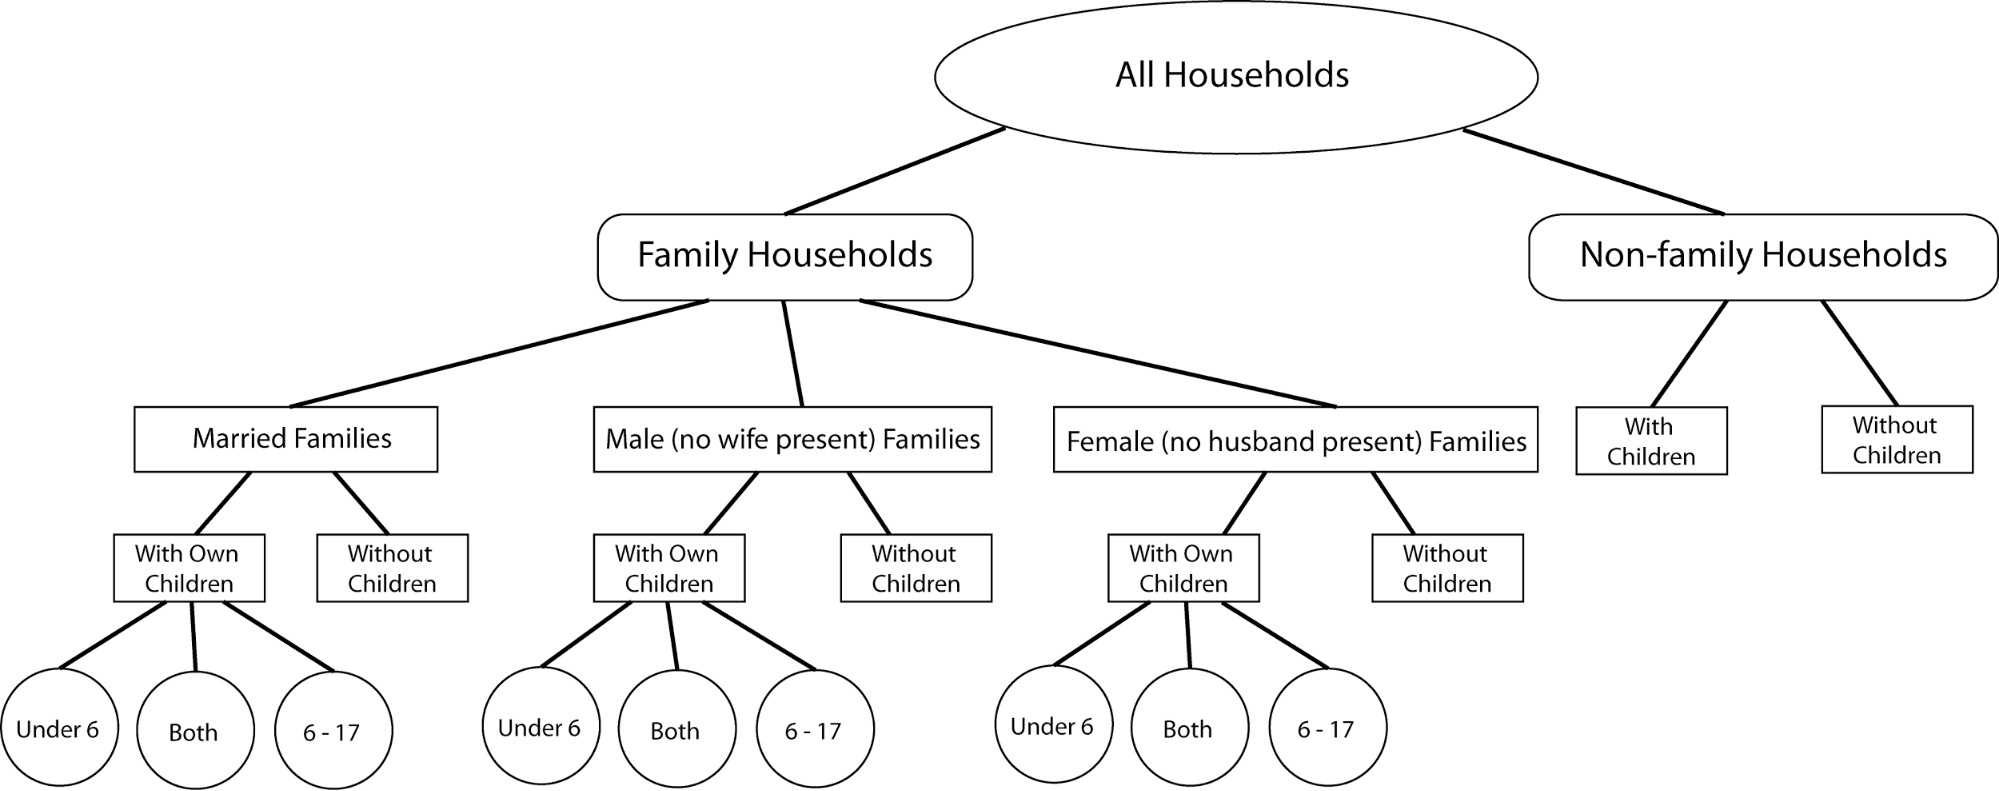 All Households
Family Households
Non-family Households
Married Families
Male (no wife present) Families
Female (no husband present) Families
With
Children
Without
Children
With Own
Children
Without
Children
With Own
Children
Without
Children
With Own
Children
Without
Children
Under 6
Both
6 - 17
Under 6
Both
6 - 17
Under 6
Both
6 - 17